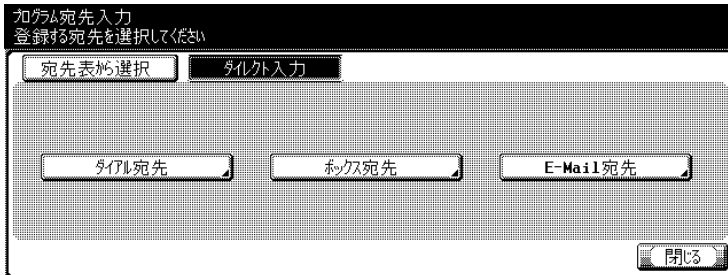 ﾌﾟﾛｸﾞﾗﾑ宛先入力
登録する宛先を選択してください
宛先表から選択 ﾀﾞｲﾚｸﾄ入力
ﾀﾞｲｱﾙ宛先 ﾎﾞｯｸｽ宛先 E-Mail宛先
閉じる